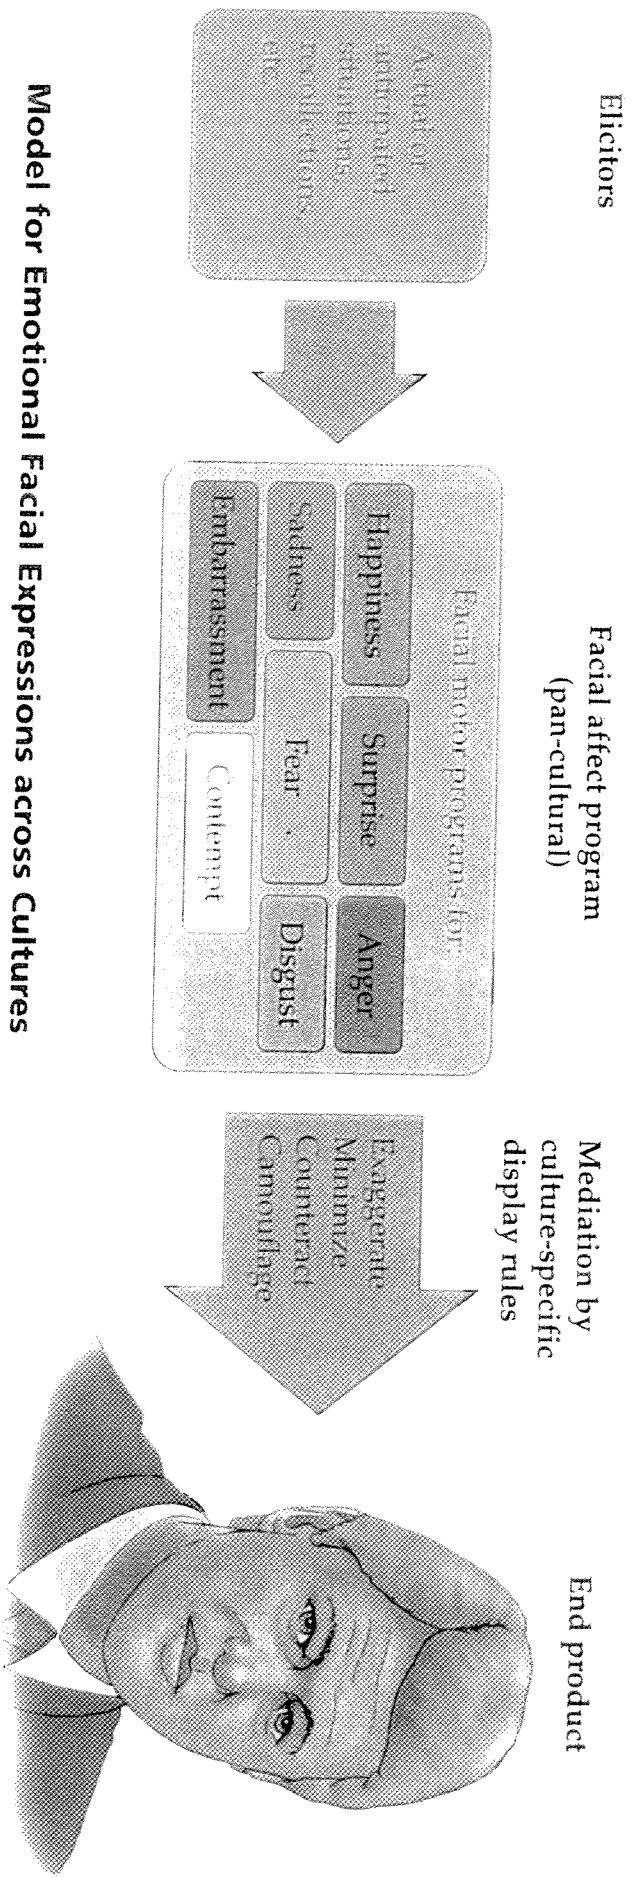 Elicitors
Actual or
anticipated
situations,
recollections,
etc.
Facial affect program
(pan-cultural)
Facial motor programs for:
Happiness
Surprise
Anger
Sadness
Fear
Disgust
Embarrassment
Contempt
Mediation by
culture-specific
display rules
Exaggerate
Minimize
Counteract
Camouflage
End product
Model for Emotional Facial Expressions across Cultures